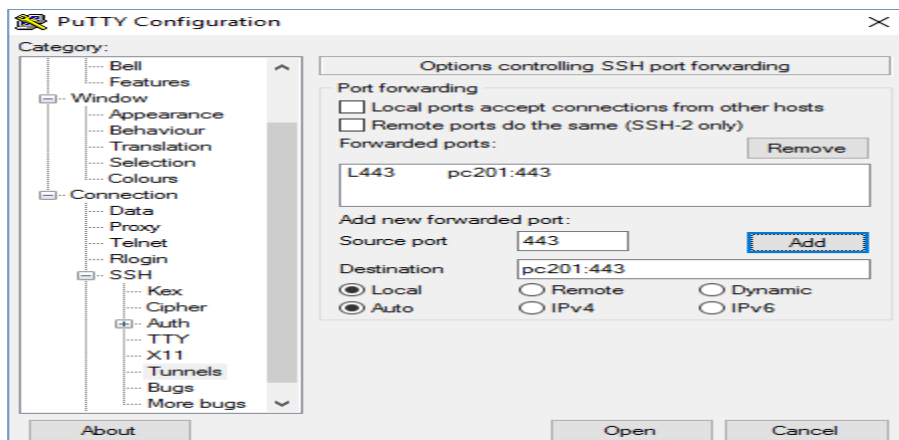 PuTTY Configuration
Category:
Bell
Features
Window
Appearance
Behaviour
Translation
Selection
Colours
Connection
Data
Proxy
Telnet
Rlogin
SSH
Kex
Cipher
Auth
TTY
X11
Tunnels
Bugs
More bugs
Options controlling SSH port forwarding
Port forwarding
Local ports accept connections from other hosts
Remote ports do the same (SSH-2 only)
Forwarded ports:
Remove
L443 pc201:443
Add new forwarded port:
Source port 443 Add
Destination pc201:443
Local Remote Dynamic
Auto IPv4 IPv6
About Open Cancel